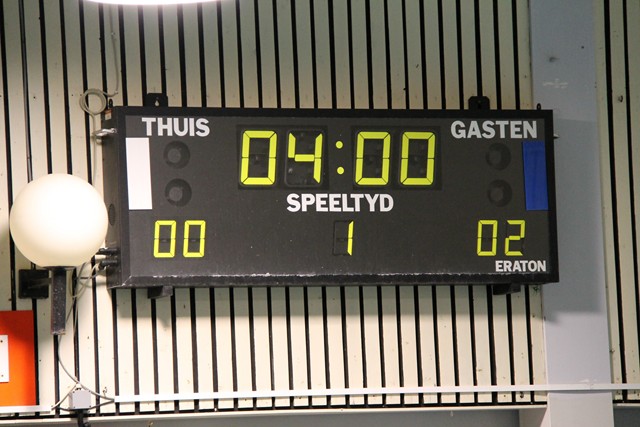 THUIS GASTEN
04:00
SPEELTYD
00 1 02
ERATON